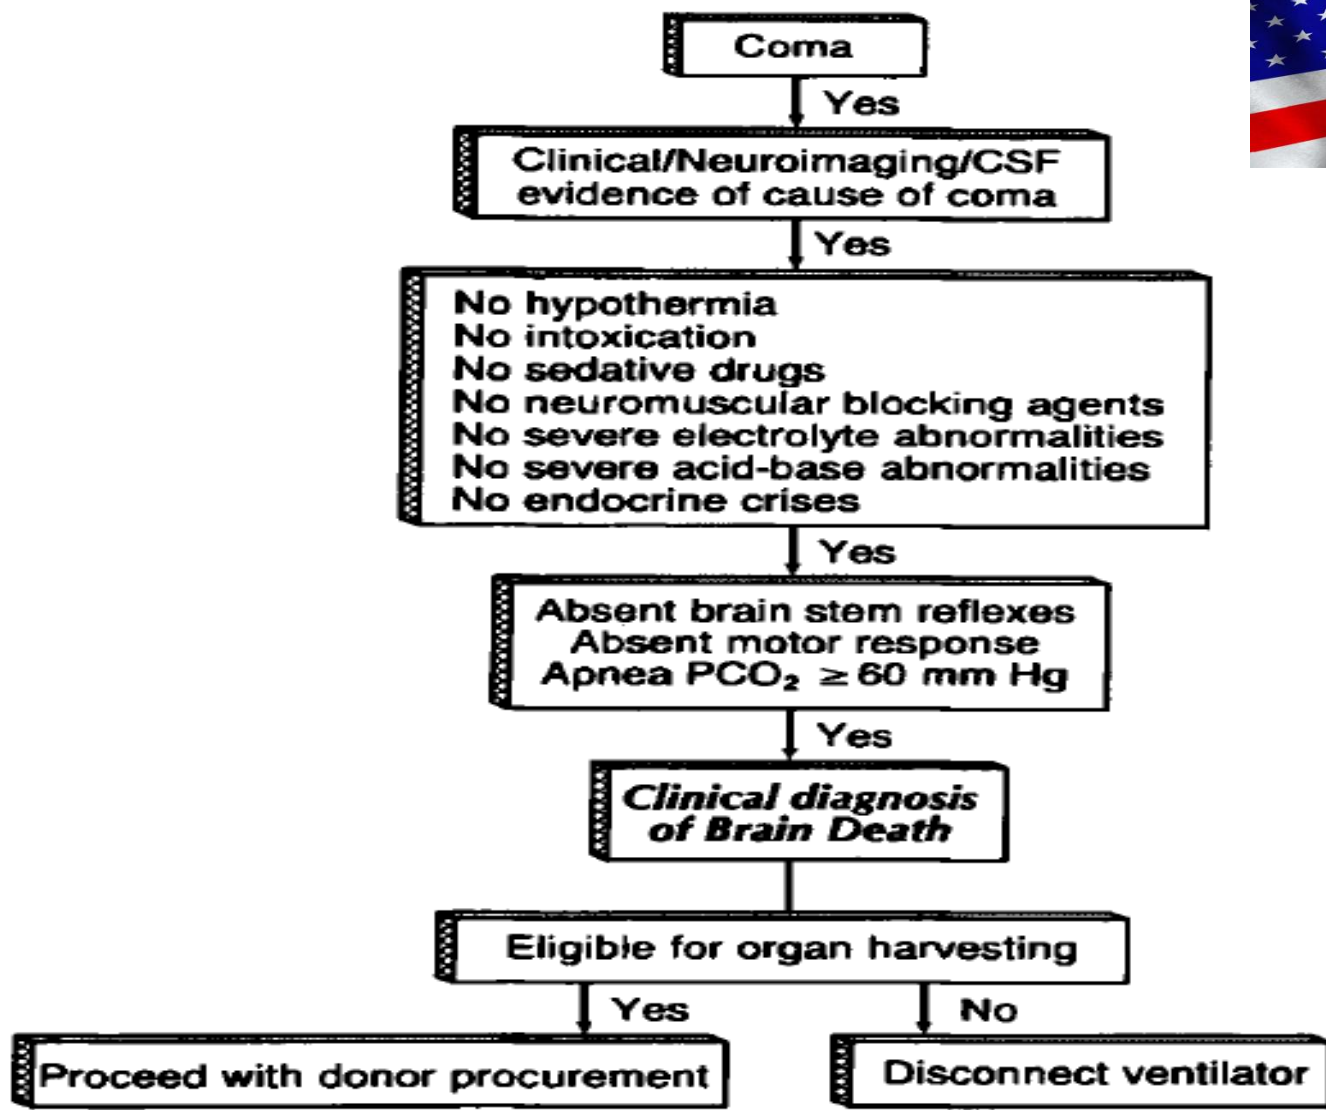 Coma
Yes
Clinical/Neuroimaging/CSF
evidence of cause of coma
Yes
No hypothermia
No intoxication
No sedative drugs
No neuromuscular blocking agents
No severe electrolyte abnormalities
No severe acid-base abnormalities
No endocrine crises
Yes
Absent brain stem reflexes
Absent motor response
Apnea PCO₂ ≥ 60 mm Hg
Yes
Clinical diagnosis
of Brain Death
Eligible for organ harvesting
Yes
No
Proceed with donor procurement
Disconnect ventilator